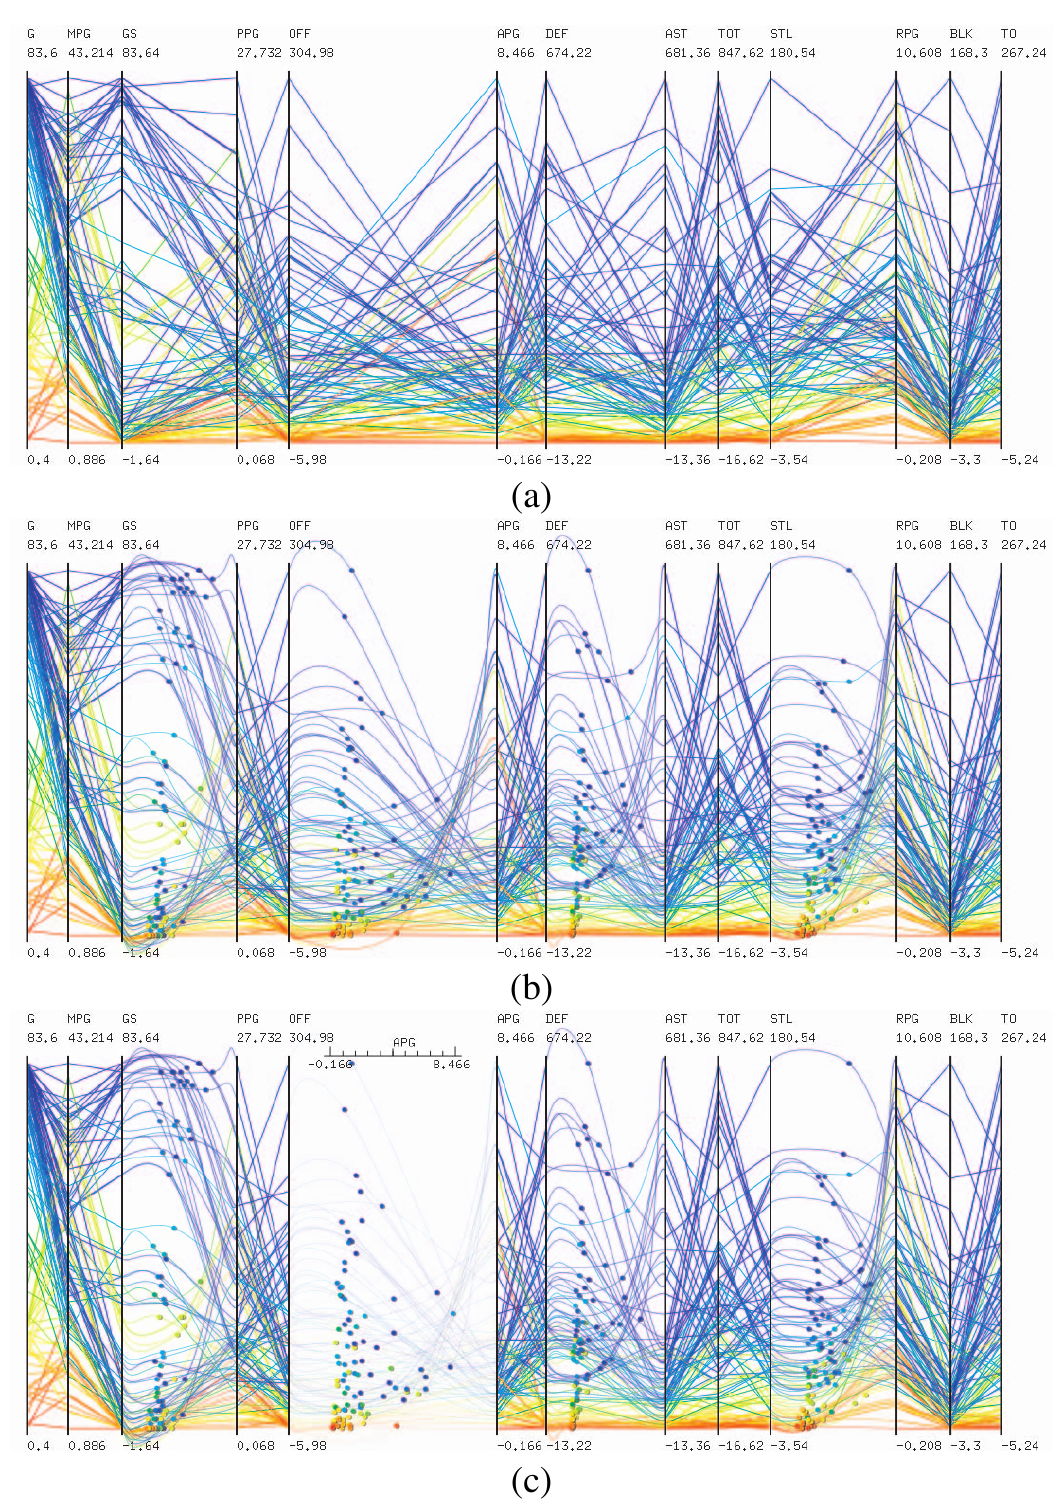 G MPG GS PPG OFF APG DEF AST TOT STL RPG BLK TO
83.6 43.214 83.64 27.732 304.98 8.466 674.22 681.36 847.62 180.54 10.608 168.3 267.24
0.4 0.886 -1.64 0.068 -5.98 -0.166 -13.22 -13.36 -16.62 -3.54 -0.208 -3.3 -5.24
(a)
G MPG GS PPG OFF APG DEF AST TOT STL RPG BLK TO
83.6 43.214 83.64 27.732 304.98 8.466 674.22 681.36 847.62 180.54 10.608 168.3 267.24
0.4 0.886 -1.64 0.068 -5.98 -0.166 -13.22 -13.36 -16.62 -3.54 -0.208 -3.3 -5.24
(b)
G MPG GS PPG OFF APG DEF AST TOT STL RPG BLK TO
83.6 43.214 83.64 27.732 304.98 8.466 674.22 681.36 847.62 180.54 10.608 168.3 267.24
APG
-0.166 8.466
0.4 0.886 -1.64 0.068 -5.98 -0.166 -13.22 -13.36 -16.62 -3.54 -0.208 -3.3 -5.24
(c)